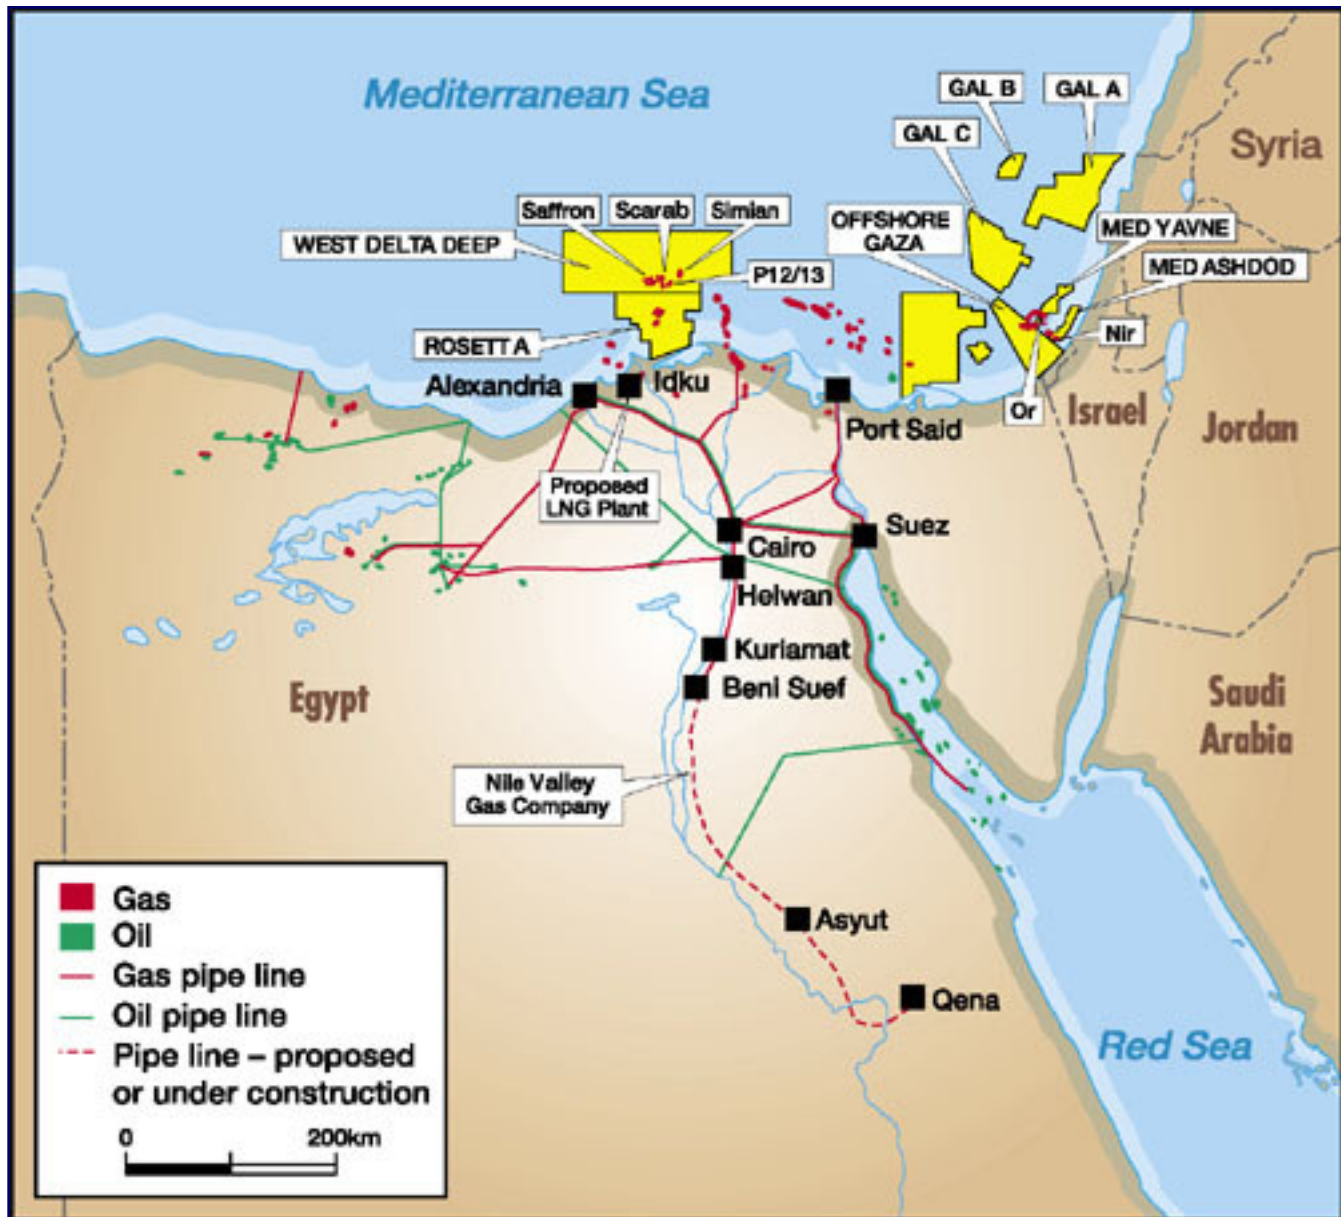 Mediterranean Sea
GAL B
GAL A
GAL C
Syria
Saffron
Scarab
Simian
OFFSHORE
GAZA
MED YAVNE
WEST DELTA DEEP
P12/13
MED ASHDOD
ROSETTA
Nir
Alexandria
Idku
Or
Israel
Jordan
Port Said
Proposed
LNG Plant
Suez
Cairo
Helwan
Kuriamat
Beni Suef
Egypt
Saudi
Arabia
Nile Valley
Gas Company
Asyut
Qena
Red Sea
Gas
Oil
Gas pipe line
Oil pipe line
Pipe line – proposed
or under construction
0
200km